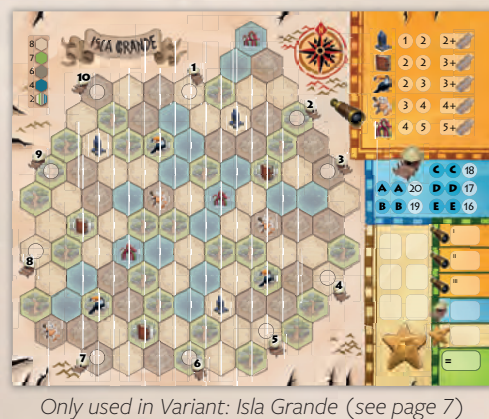 ISLA GRANDE
8
7
6
4
2
10
1
2
9
3
8
4
7
6
5
1 2 2+
2 2 2+
2 3 3+
3 4 4+
4 5 5+
C C 18
A A 20 D D 17
B B 19 E E 16
I
II
III
=
Only used in Variant: Isla Grande (see page 7)